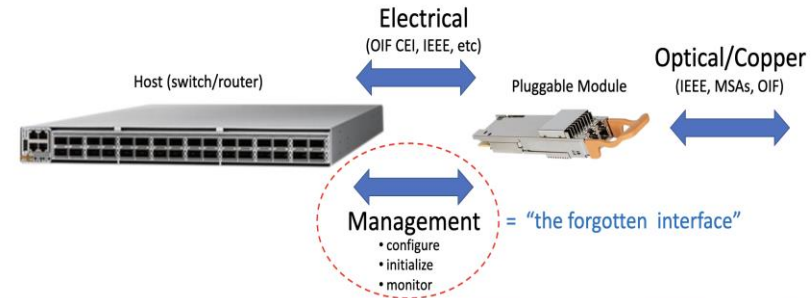 Electrical
(OIF CEI, IEEE, etc)
Optical/Copper
(IEEE, MSAs, OIF)
Host (switch/router)
Pluggable Module
Management
• configure
• initialize
• monitor
= “the forgotten interface”